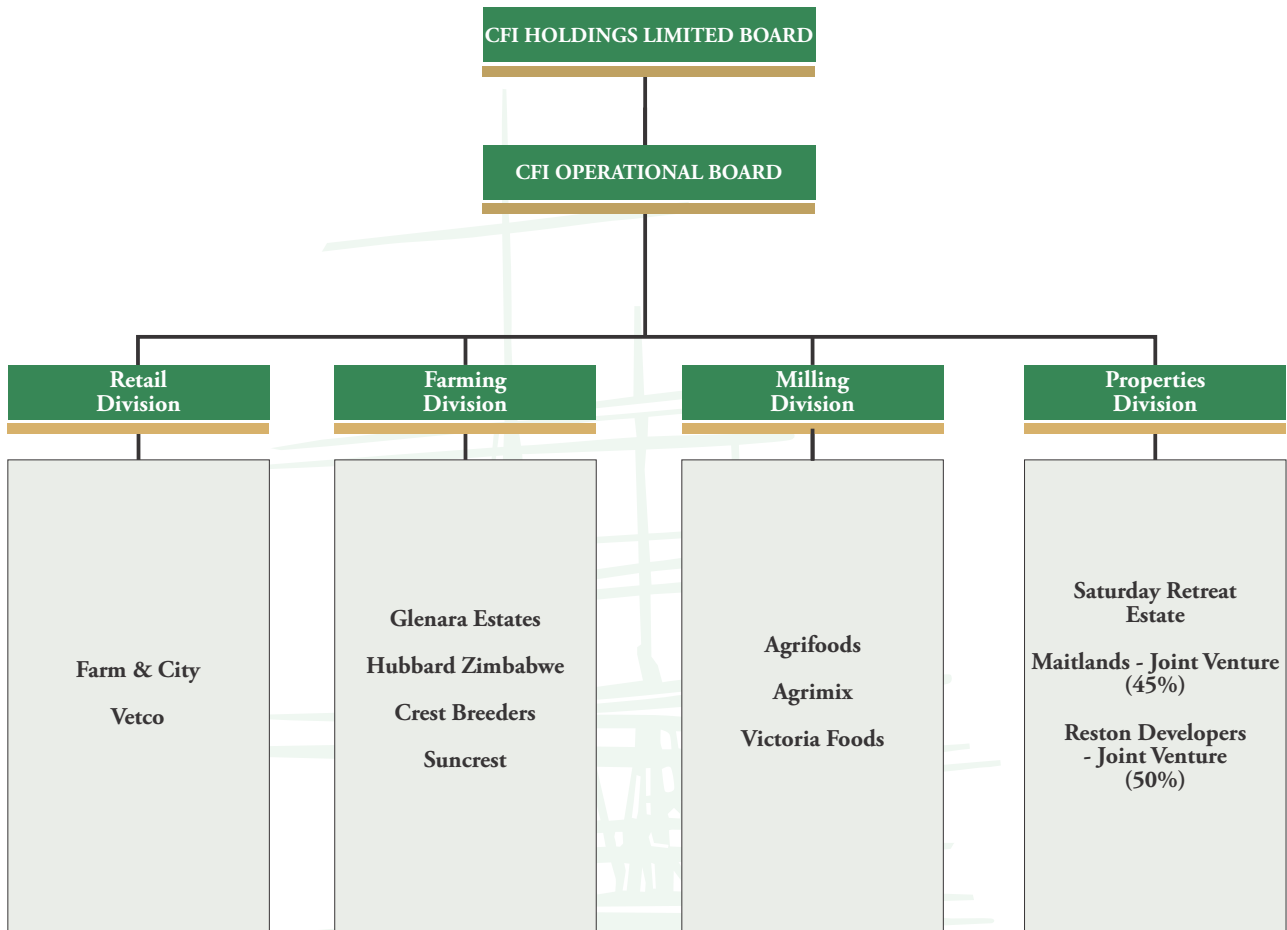 CFI HOLDINGS LIMITED BOARD
CFI OPERATIONAL BOARD
Retail
Division
Farming
Division
Milling
Division
Properties
Division
Farm & City
Vetco
Glenara Estates
Hubbard Zimbabwe
Crest Breeders
Suncrest
Agrifoods
Agrimix
Victoria Foods
Saturday Retreat
Estate
Maitlands - Joint Venture
(45%)
Reston Developers
- Joint Venture
(50%)